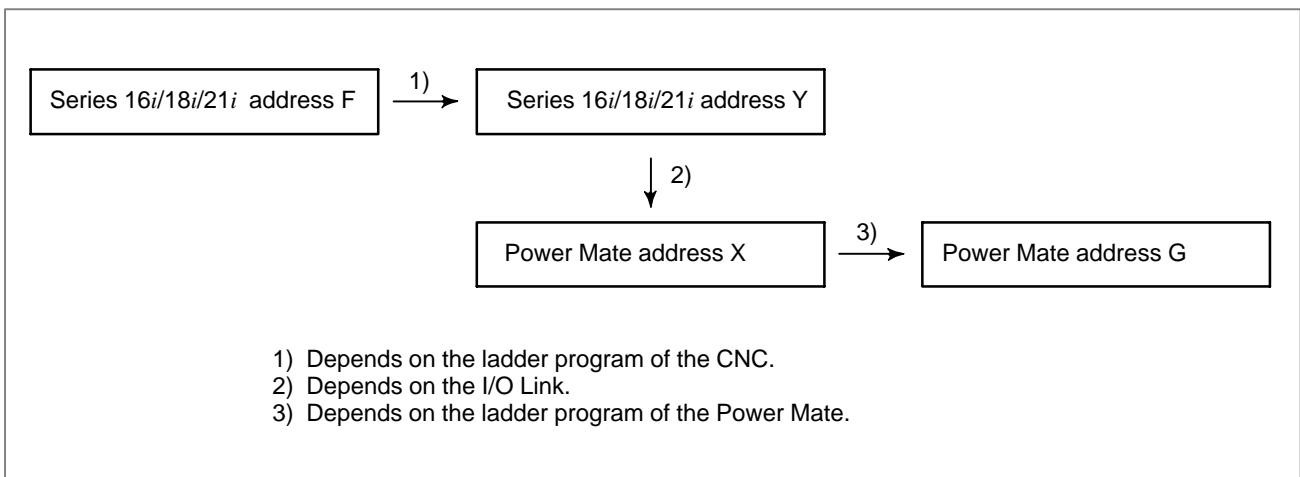 Series 16i/18i/21i address F
1)
Series 16i/18i/21i address Y
2)
Power Mate address X
3)
Power Mate address G
1) Depends on the ladder program of the CNC.
2) Depends on the I/O Link.
3) Depends on the ladder program of the Power Mate.